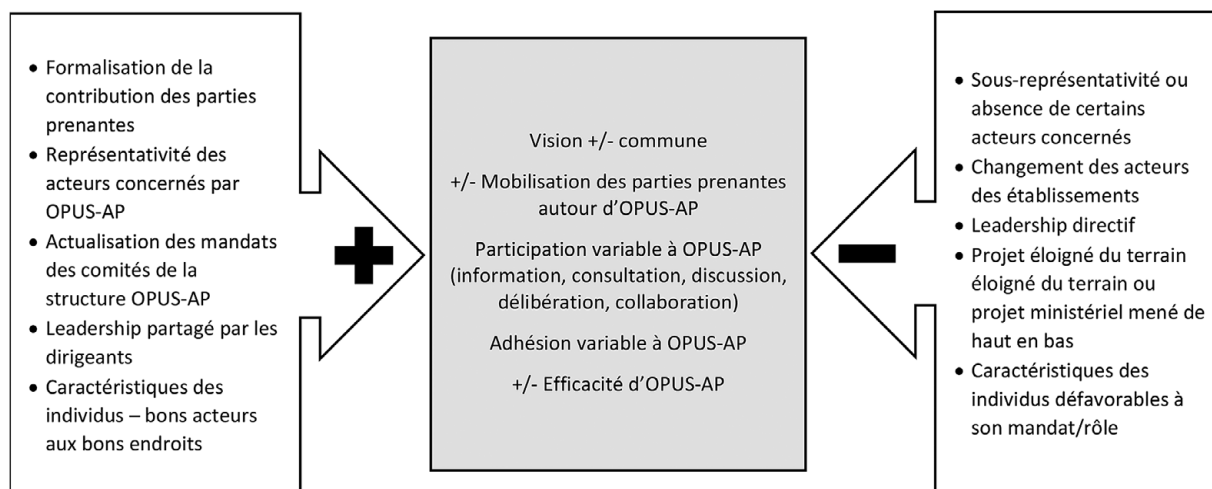 • Formalisation de la
contribution des parties
prenantes
• Représentativité des
acteurs concernés par
OPUS-AP
• Actualisation des mandats
des comités de la
structure OPUS-AP
• Leadership partagé par les
dirigeants
• Caractéristiques des
individus – bons acteurs
aux bons endroits
Vision +/- commune
+/- Mobilisation des parties prenantes
autour d’OPUS-AP
Participation variable à OPUS-AP
(information, consultation, discussion,
délibération, collaboration)
Adhésion variable à OPUS-AP
+/- Efficacité d’OPUS-AP
• Sous-représentativité ou
absence de certains
acteurs concernés
• Changement des acteurs
des établissements
• Leadership directif
• Projet éloigné du terrain
éloigné du terrain ou
projet ministériel mené de
haut en bas
• Caractéristiques des
individus défavorables à
son mandat/rôle